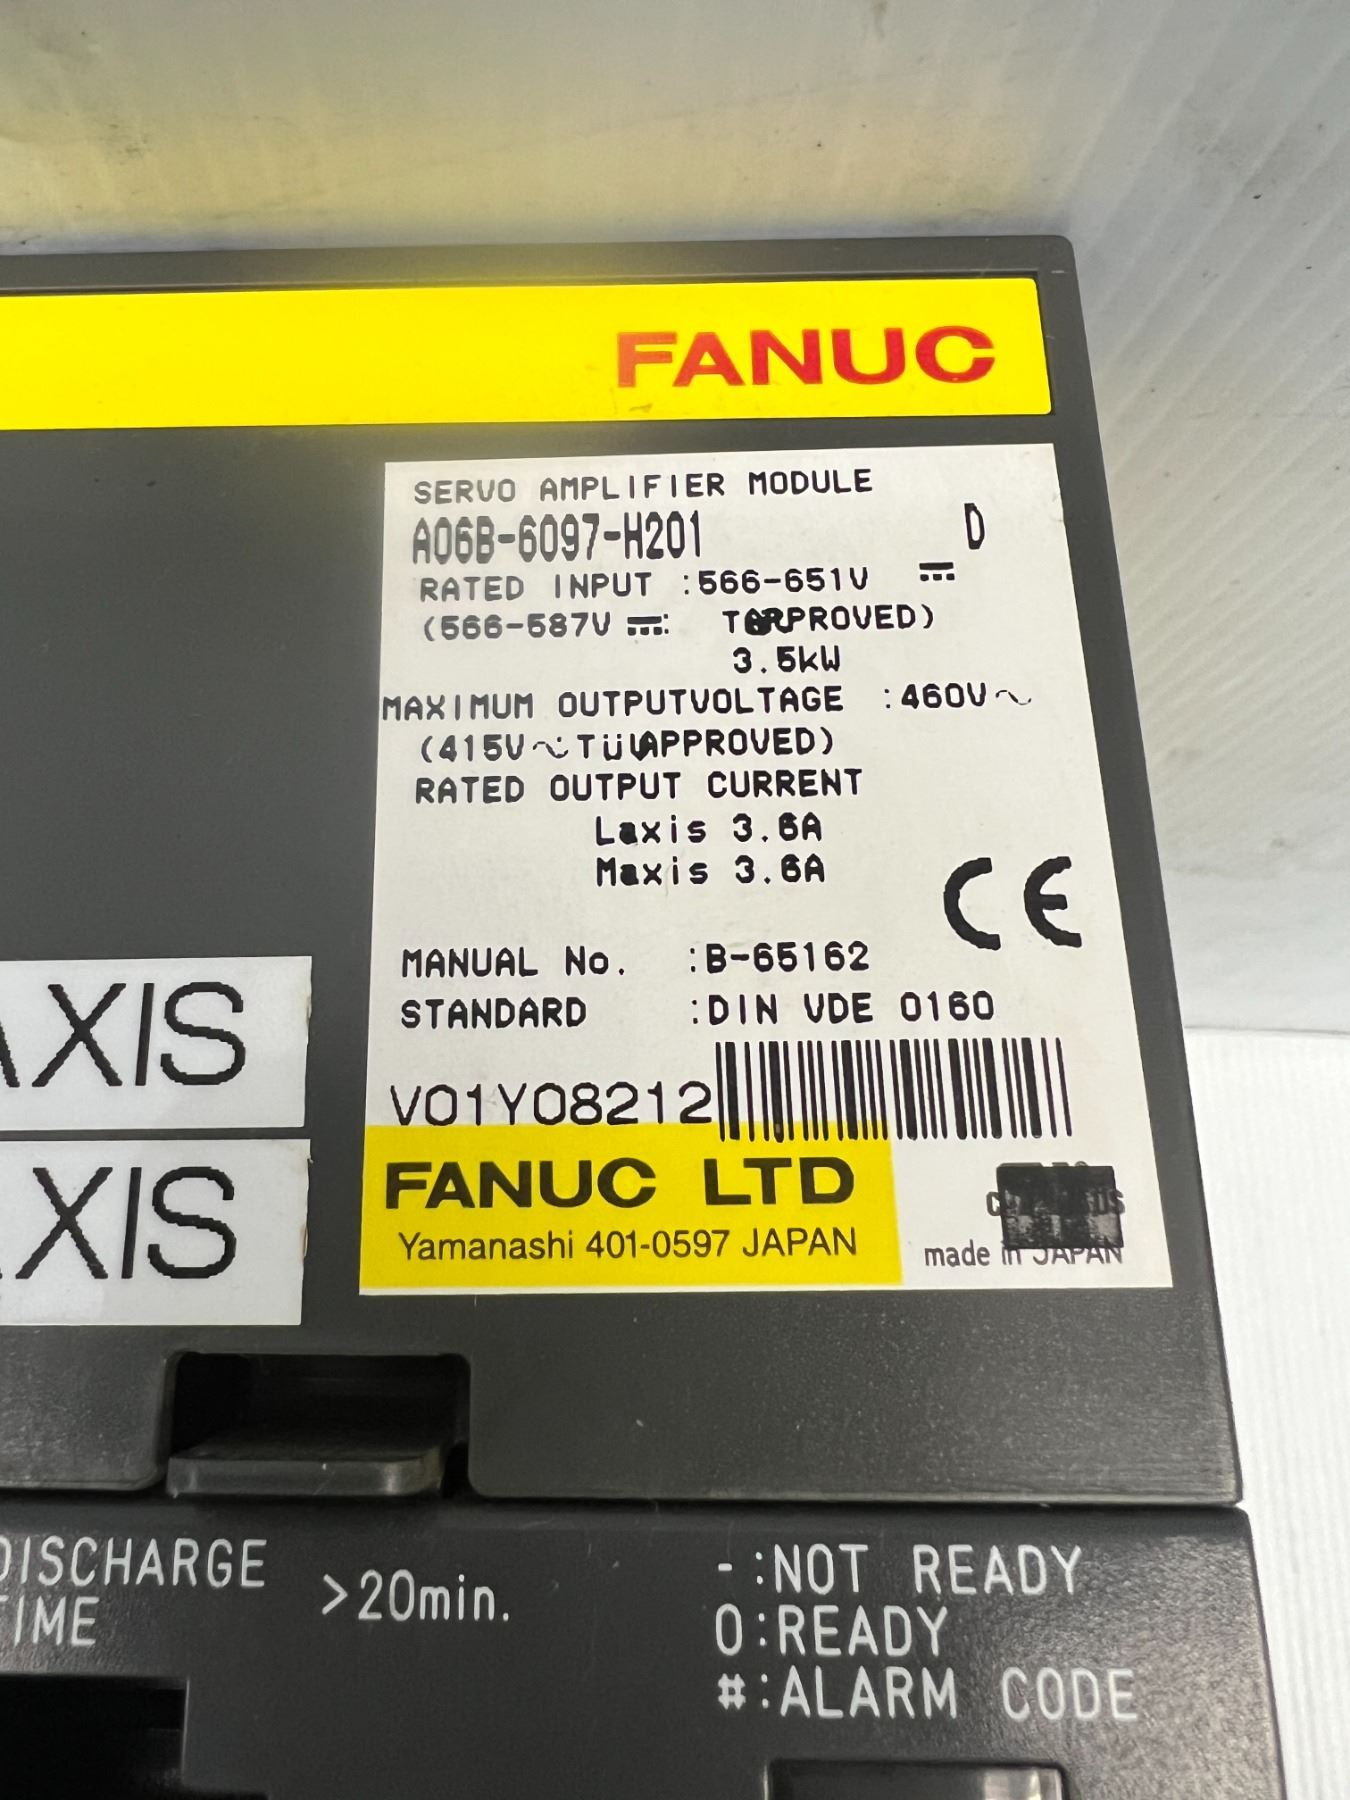 FANUC
SERVO AMPLIFIER MODULE
A06B-6097-H201 D
RATED INPUT :566-651V ⎓
(566-587V ⎓: PROVED)
3.5kW
MAXIMUM OUTPUTVOLTAGE :460V~
(415V~: TüVAPPROVED)
RATED OUTPUT CURRENT
Laxis 3.6A
Maxis 3.6A
CE
MANUAL No. :B-65162
STANDARD :DIN VDE 0160
V01Y08212
FANUC LTD
Yamanashi 401-0597 JAPAN
made in JAPAN
AXIS
AXIS
DISCHARGE
TIME
>20min.
- :NOT READY
0:READY
#:ALARM CODE